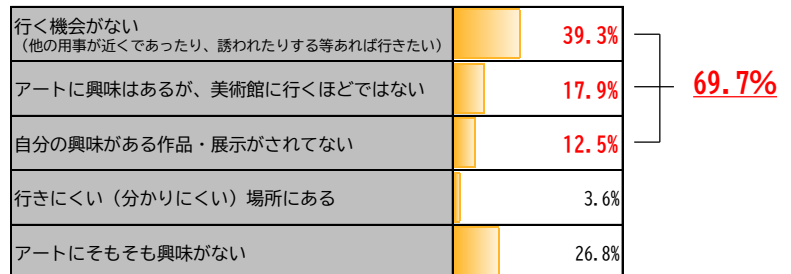 行く機会がない
（他の用事が近くであったり、誘われたりする等あれば行きたい）
39.3%
アートに興味はあるが、美術館に行くほどではない
17.9%
69.7%
自分の興味がある作品・展示がされてない
12.5%
行きにくい（分かりにくい）場所にある
3.6%
アートにそもそも興味がない
26.8%